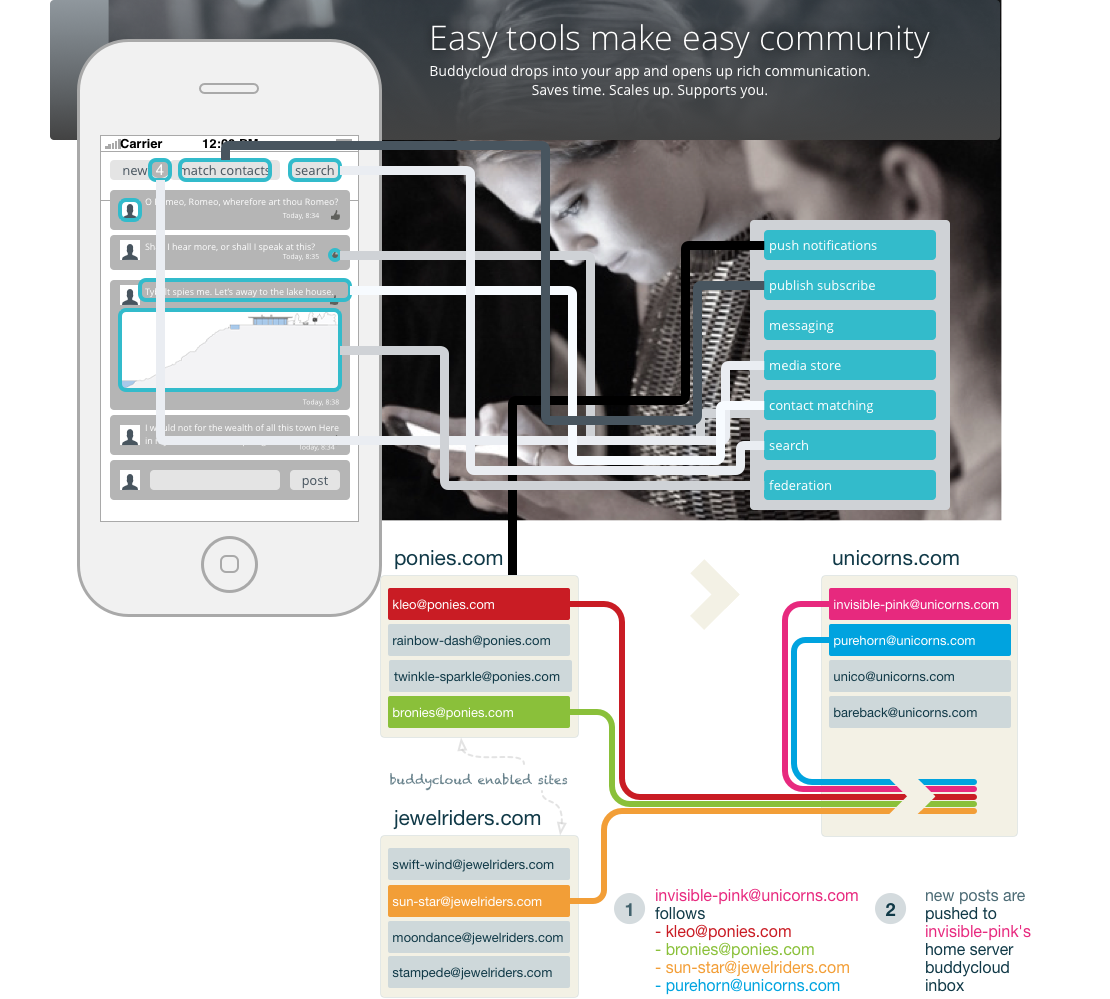 Easy tools make easy community
Buddycloud drops into your app and opens up rich communication.
Saves time. Scales up. Supports you.
Carrier
new 4 match contacts search
O Romeo, Romeo, wherefore art thou Romeo?
Today, 8:34
Shall I hear more, or shall I speak at this?
Today, 8:35
spies me. Let's away to the lake house.
Today, 8:38
I would not for the wealth of all this town Here
in
Today, 8:34
post
push notifications
publish subscribe
messaging
media store
contact matching
search
federation
ponies.com
kleo@ponies.com
rainbow-dash@ponies.com
twinkle-sparkle@ponies.com
bronies@ponies.com
unicorns.com
invisible-pink@unicorns.com
purehorn@unicorns.com
unico@unicorns.com
bareback@unicorns.com
buddycloud enabled sites
jewelriders.com
swift-wind@jewelriders.com
sun-star@jewelriders.com
moondance@jewelriders.com
stampede@jewelriders.com
1
invisible-pink@unicorns.com
follows
- kleo@ponies.com
- bronies@ponies.com
- sun-star@jewelriders.com
- purehorn@unicorns.com
2
new posts are
pushed to
invisible-pink's
home server
buddycloud
inbox